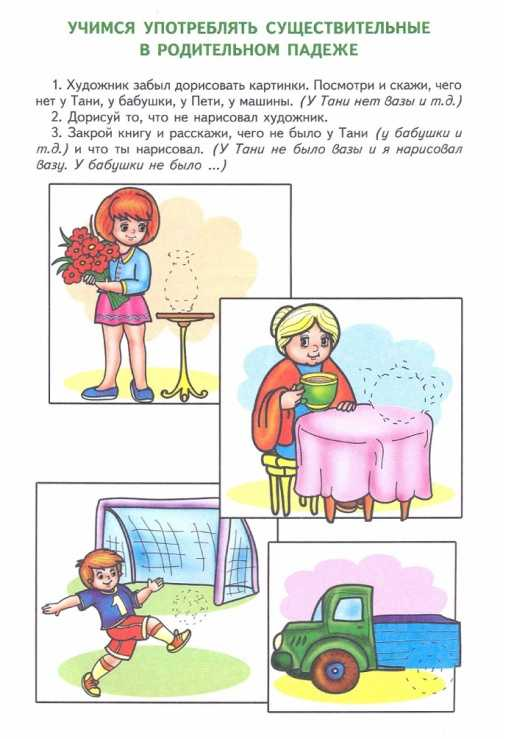 УЧИМСЯ УПОТРЕБЛЯТЬ СУЩЕСТВИТЕЛЬНЫЕ
В РОДИТЕЛЬНОМ ПАДЕЖЕ
1. Художник забыл дорисовать картинки. Посмотри и скажи, чего
нет у Тани, у бабушки, у Пети, у машины. (У Тани нет вазы и т.д.)
2. Дорисуй то, что не нарисовал художник.
3. Закрой книгу и расскажи, чего не было у Тани (у бабушки и
т.д.) и что ты нарисовал. (У Тани не было вазы и я нарисовал
вазу. У бабушки не было ...)
1